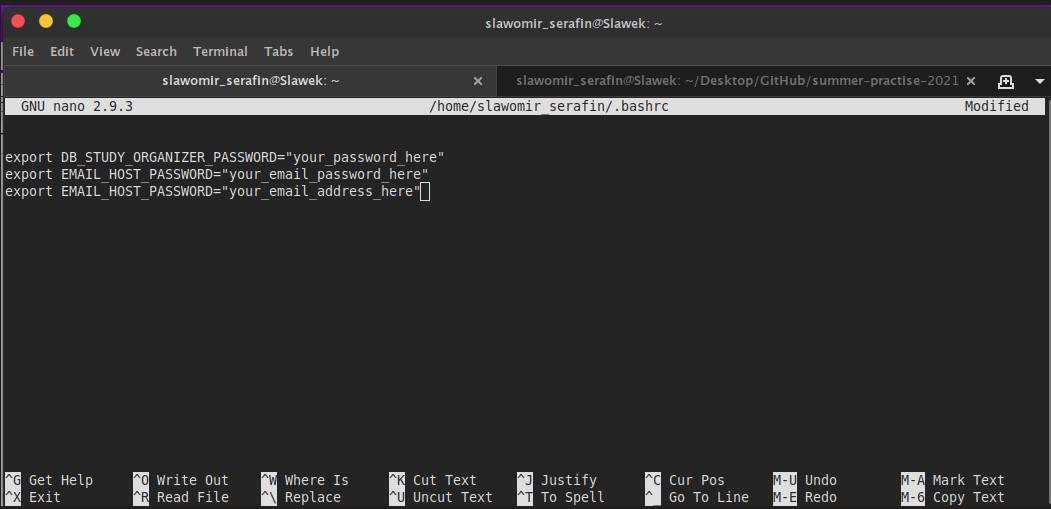 slawomir_serafin@Slawek: ~
File Edit View Search Terminal Tabs Help
slawomir_serafin@Slawek: ~ × slawomir_serafin@Slawek: ~/Desktop/GitHub/summer-practise-2021 ×
GNU nano 2.9.3 /home/slawomir_serafin/.bashrc Modified
export DB_STUDY_ORGANIZER_PASSWORD="your_password_here"
export EMAIL_HOST_PASSWORD="your_email_password_here"
export EMAIL_HOST_PASSWORD="your_email_address_here"
^G Get Help ^O Write Out ^W Where Is ^K Cut Text ^J Justify ^C Cur Pos M-U Undo M-A Mark Text
^X Exit ^R Read File ^\ Replace ^U Uncut Text ^T To Spell ^_ Go To Line M-E Redo M-6 Copy Text